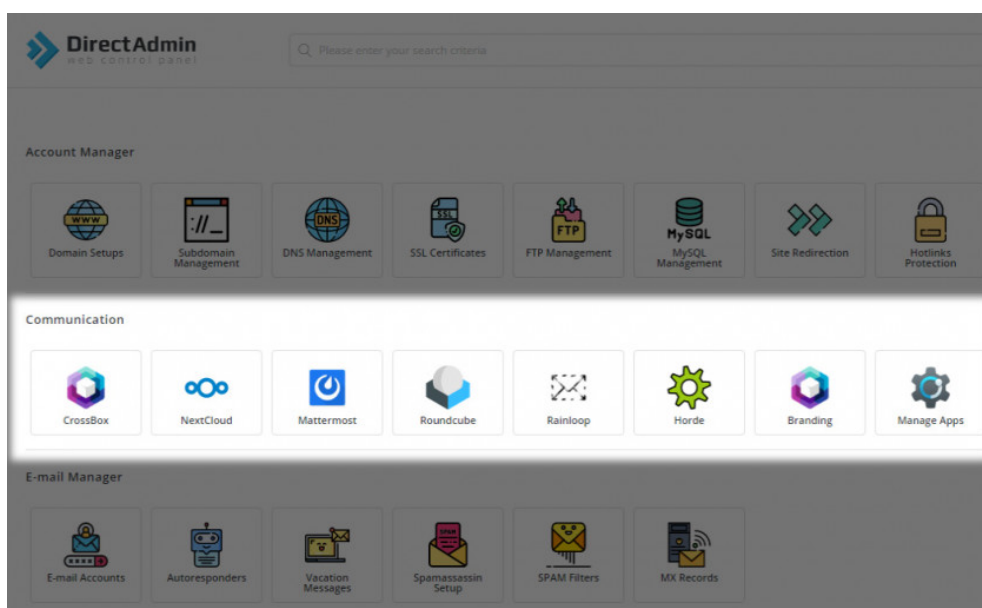 DirectAdmin
web control panel
Please enter your search criteria
Account Manager
WWW
://_
DNS
SSL
FTP
MySQL
Domain Setups
Subdomain
Management
DNS Management
SSL Certificates
FTP Management
MySQL
Management
Site Redirection
Hotlinks
Protection
Communication
CrossBox
NextCloud
Mattermost
Roundcube
Rainloop
Horde
Branding
Manage Apps
E-mail Manager
SPAM
E-mail Accounts
Autoresponders
Vacation
Messages
Spamassassin
Setup
SPAM Filters
MX Records